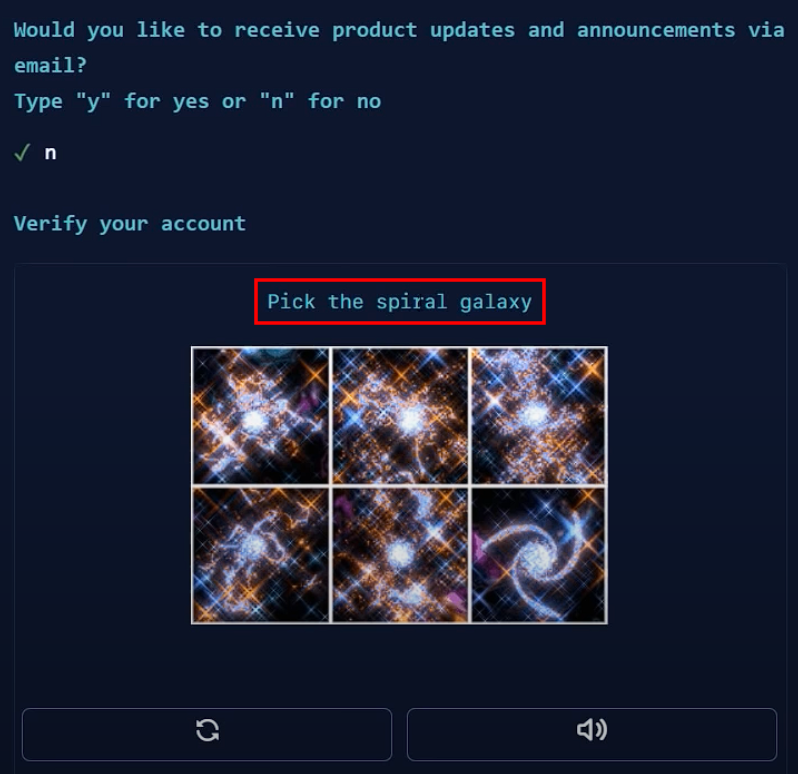 Would you like to receive product updates and announcements via
email?
Type "y" for yes or "n" for no
✓ n
Verify your account
Pick the spiral galaxy